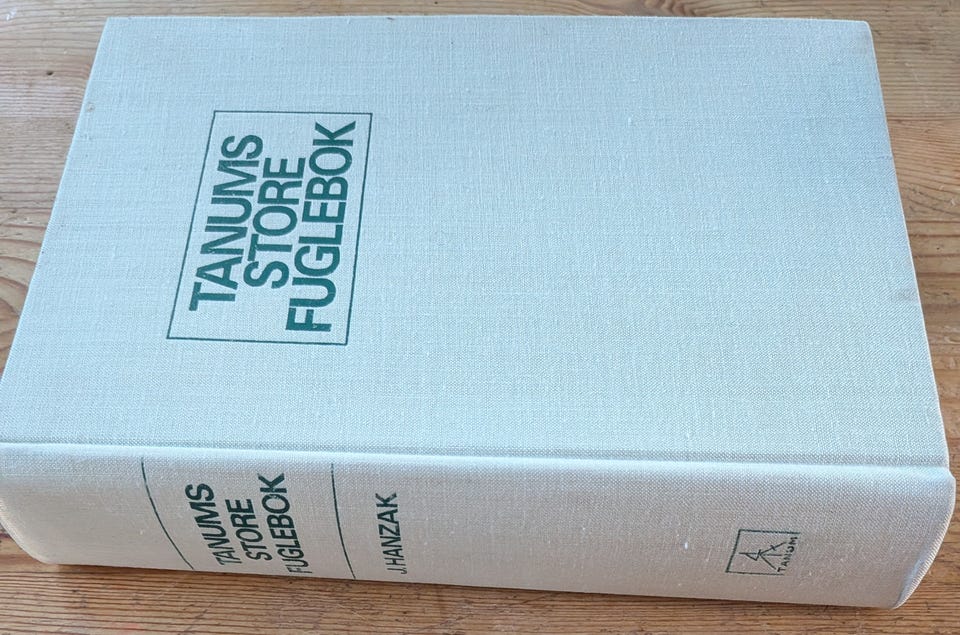 TANUMS
STORE
FUGLEBOK
TANUMS
STORE
FUGLEBOK
J.HANZAK
TANUM